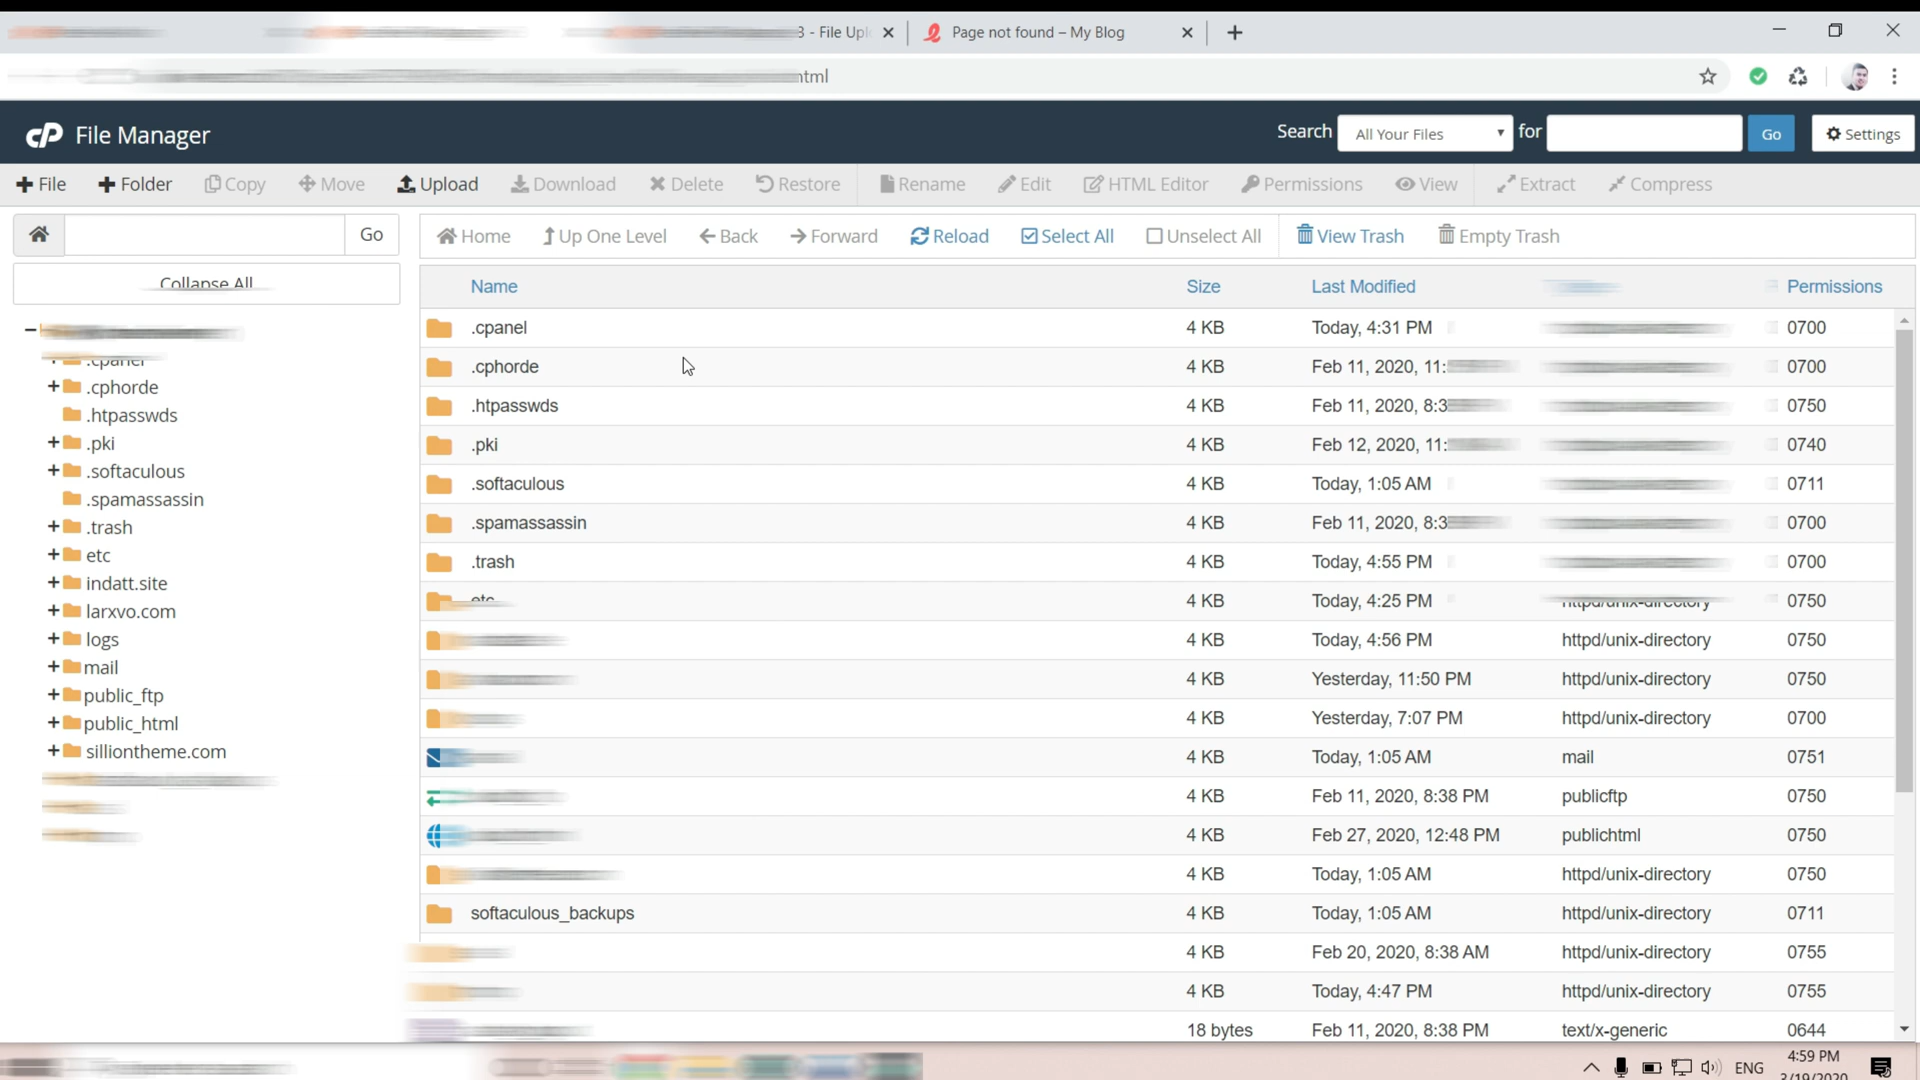 3 - File Upl
Page not found – My Blog
html
cP File Manager
Search All Your Files for Go Settings
File Folder Copy Move Upload Download Delete Restore Rename Edit HTML Editor Permissions View Extract Compress
Go Home Up One Level Back Forward Reload Select All Unselect All View Trash Empty Trash
Collapse All
Name Size Last Modified Permissions
.cpanel 4 KB Today, 4:31 PM 0700
.cphorde 4 KB Feb 11, 2020, 11: 0700
.htpasswds 4 KB Feb 11, 2020, 8:3 0750
.pki 4 KB Feb 12, 2020, 11: 0740
.softaculous 4 KB Today, 1:05 AM 0711
.spamassassin 4 KB Feb 11, 2020, 8:3 0700
.trash 4 KB Today, 4:55 PM 0700
etc 4 KB Today, 4:25 PM httpd/unix-directory 0750
4 KB Today, 4:56 PM httpd/unix-directory 0750
4 KB Yesterday, 11:50 PM httpd/unix-directory 0750
4 KB Yesterday, 7:07 PM httpd/unix-directory 0700
4 KB Today, 1:05 AM mail 0751
4 KB Feb 11, 2020, 8:38 PM publicftp 0750
4 KB Feb 27, 2020, 12:48 PM publichtml 0750
4 KB Today, 1:05 AM httpd/unix-directory 0750
softaculous_backups 4 KB Today, 1:05 AM httpd/unix-directory 0711
4 KB Feb 20, 2020, 8:38 AM httpd/unix-directory 0755
4 KB Today, 4:47 PM httpd/unix-directory 0755
18 bytes Feb 11, 2020, 8:38 PM text/x-generic 0644
.cpanel
.cphorde
.htpasswds
.pki
.softaculous
.spamassassin
.trash
etc
indatt.site
larxvo.com
logs
mail
public_ftp
public_html
silliontheme.com
ENG
4:59 PM
3/19/2020